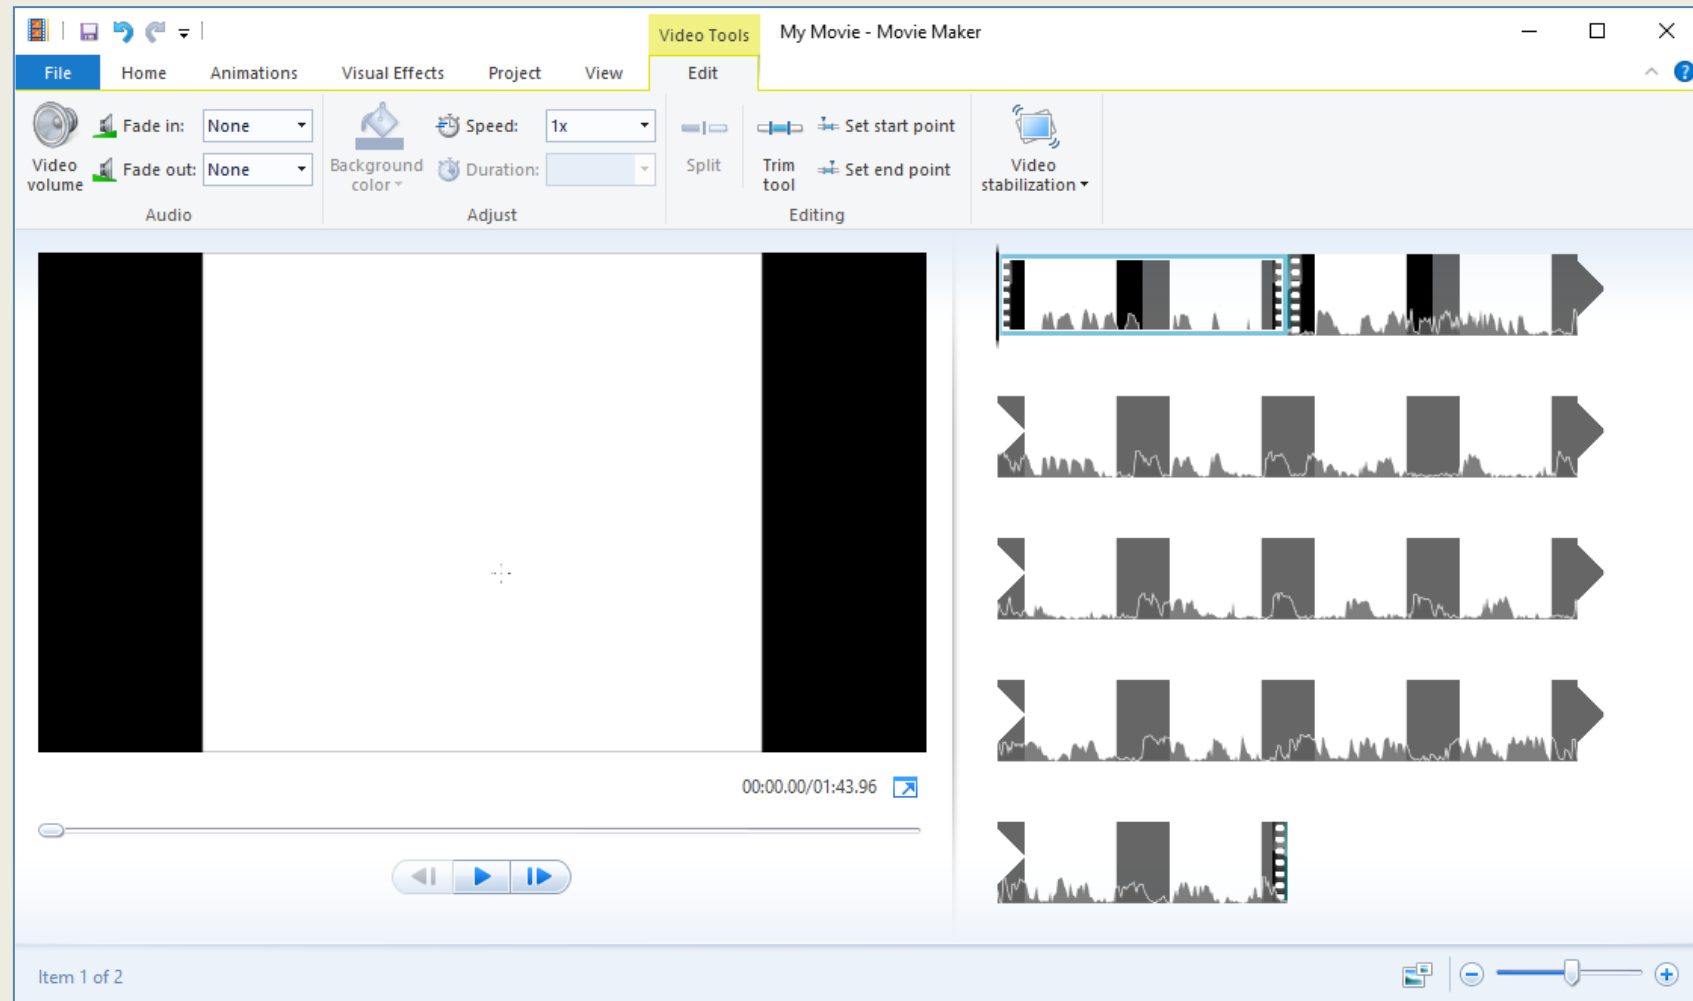 Video Tools My Movie - Movie Maker
File Home Animations Visual Effects Project View Edit
Video volume
Fade in: None
Fade out: None
Audio
Background color
Speed: 1x
Duration:
Adjust
Split
Trim tool
Set start point
Set end point
Editing
Video stabilization
00:00.00/01:43.96
Item 1 of 2